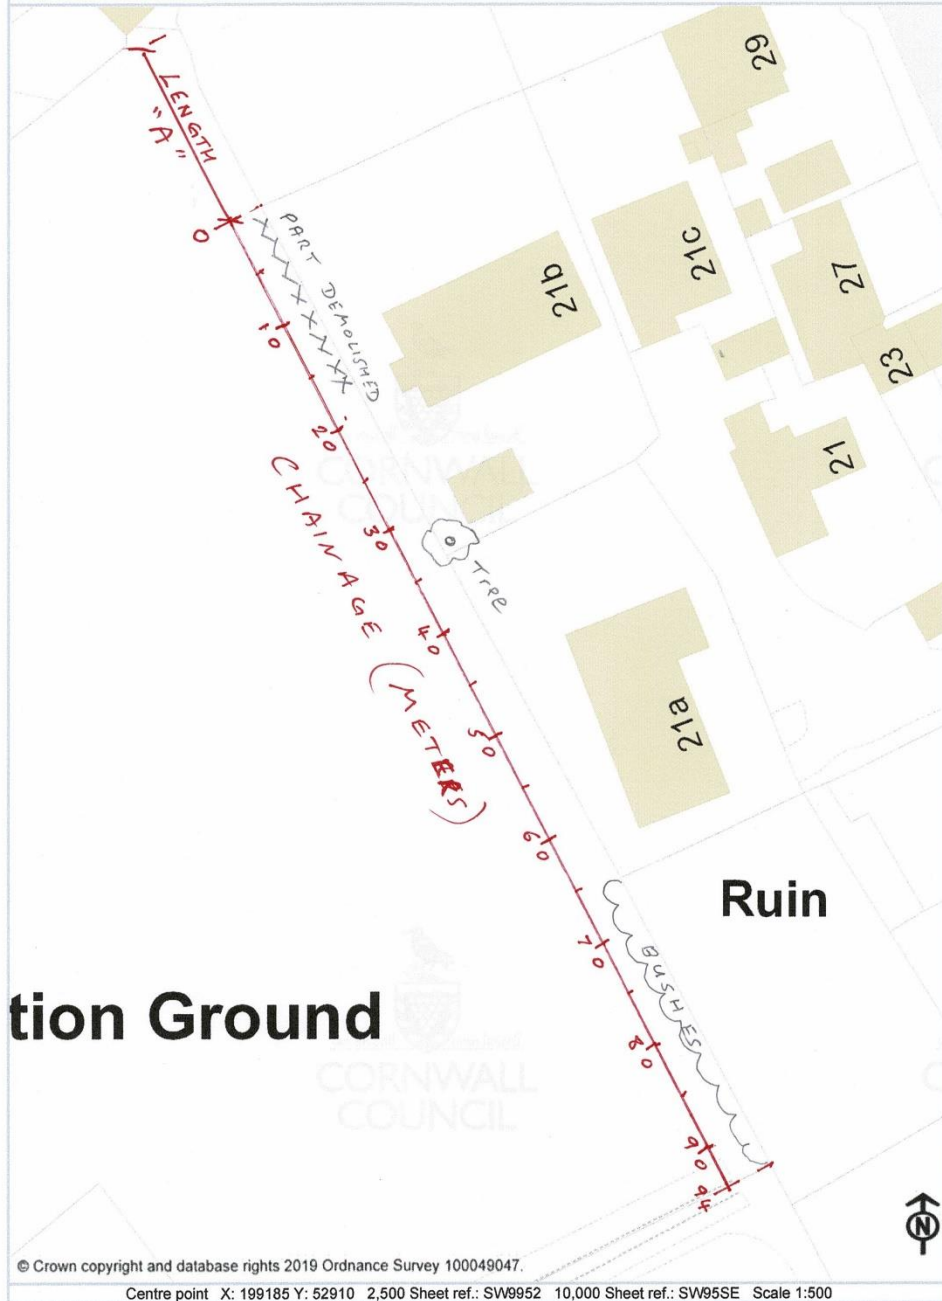 LENGTH
"A"
0
PART DEMOLISHED
10
20
30
40
50
60
70
80
90
94
CHAINAGE (METERS)
Tree
BUSHES
29
21b
21c
27
23
21
21a
Ruin
tion Ground
CORNWALL
COUNCIL
CORNWALL
COUNCIL
N
© Crown copyright and database rights 2019 Ordnance Survey 100049047.
Centre point X: 199185 Y: 52910 2,500 Sheet ref.: SW9952 10,000 Sheet ref.: SW95SE Scale 1:500